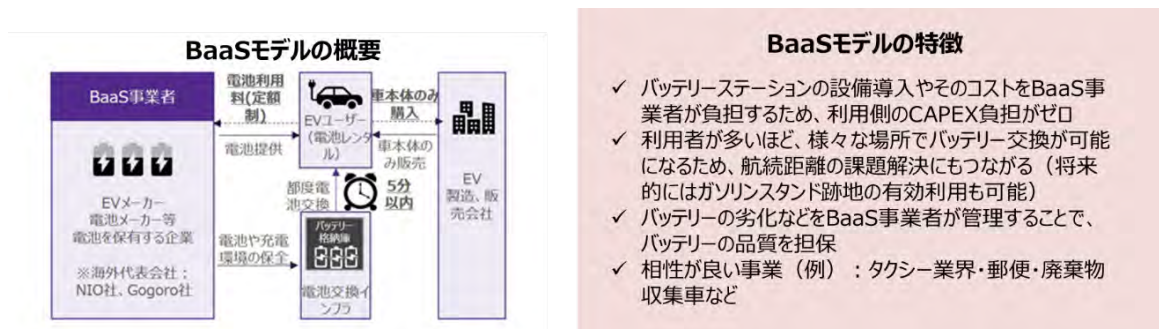 BaaSモデルの概要
BaaS事業者
EVメーカー
電池メーカー等
電池を保有する企業
※海外代表会社：
NIO社、Gogoro社
電池利用
料(定額
制)
電池提供
電池や充電
環境の保全
EVユーザー
(電池レンタ
ル)
都度電
池交換
5分
以内
バッテリー
格納庫
電池交換イ
ンフラ
車本体のみ
購入
車本体の
み販売
EV
製造、販
売会社
BaaSモデルの特徴
✓ バッテリーステーションの設備導入やそのコストをBaaS事
業者が負担するため、利用側のCAPEX負担がゼロ
✓ 利用者が多いほど、様々な場所でバッテリー交換が可能
になるため、航続距離の課題解決にもつながる（将来
的にはガソリンスタンド跡地の有効利用も可能）
✓ バッテリーの劣化などをBaaS事業者が管理することで、
バッテリーの品質を担保
✓ 相性が良い事業（例）：タクシー業界・郵便・廃棄物
収集車など